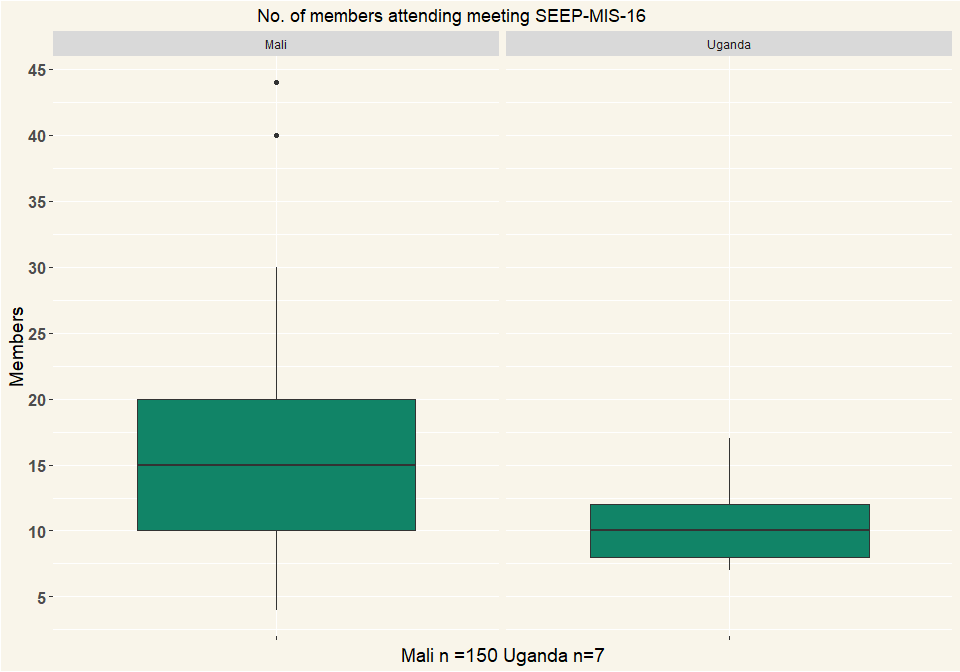 No. of members attending meeting SEEP-MIS-16
Mali
Uganda
Members
45
40
35
30
25
20
15
10
5
Mali n =150 Uganda n=7